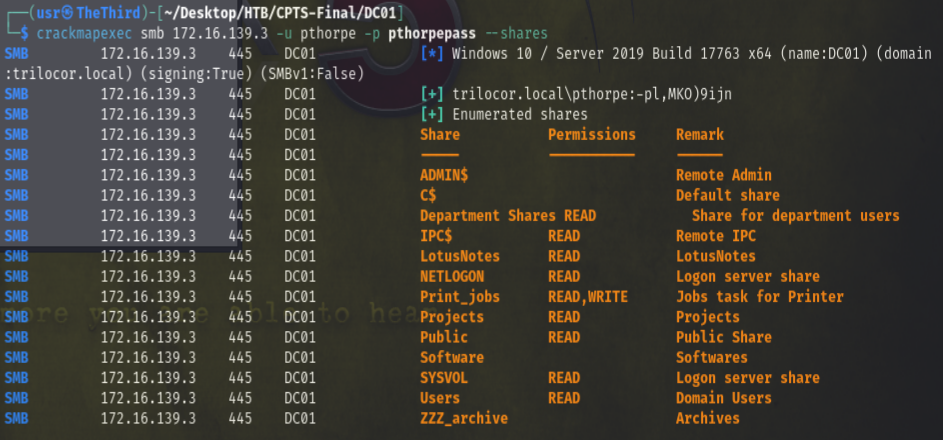 ┌──(usr㉿TheThird)-[~/Desktop/HTB/CPTS-Final/DC01]
└─$ crackmapexec smb 172.16.139.3 -u pthorpe -p pthorpepass --shares
SMB 172.16.139.3 445 DC01 [*] Windows 10 / Server 2019 Build 17763 x64 (name:DC01) (domain
:trilocor.local) (signing:True) (SMBv1:False)
SMB 172.16.139.3 445 DC01 [+] trilocor.local\pthorpe:-pl,MKO)9ijn
SMB 172.16.139.3 445 DC01 [+] Enumerated shares
SMB 172.16.139.3 445 DC01 Share Permissions Remark
SMB 172.16.139.3 445 DC01 ----- ----------- ------
SMB 172.16.139.3 445 DC01 ADMIN$ Remote Admin
SMB 172.16.139.3 445 DC01 C$ Default share
SMB 172.16.139.3 445 DC01 Department Shares READ Share for department users
SMB 172.16.139.3 445 DC01 IPC$ READ Remote IPC
SMB 172.16.139.3 445 DC01 LotusNotes READ LotusNotes
SMB 172.16.139.3 445 DC01 NETLOGON READ Logon server share
SMB 172.16.139.3 445 DC01 Print_jobs READ,WRITE Jobs task for Printer
SMB 172.16.139.3 445 DC01 Projects READ Projects
SMB 172.16.139.3 445 DC01 Public READ Public Share
SMB 172.16.139.3 445 DC01 Software Softwares
SMB 172.16.139.3 445 DC01 SYSVOL READ Logon server share
SMB 172.16.139.3 445 DC01 Users READ Domain Users
SMB 172.16.139.3 445 DC01 ZZZ_archive Archives